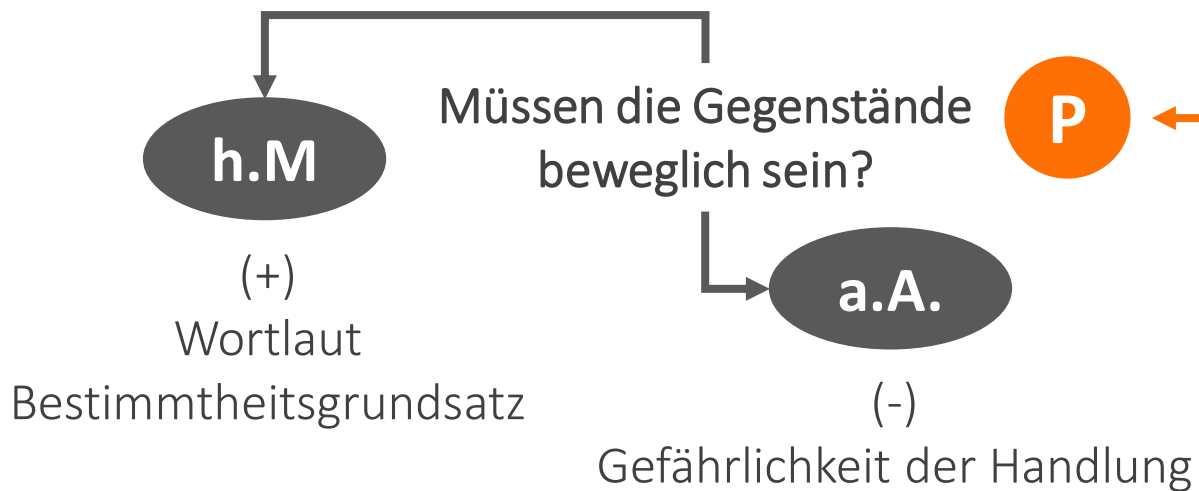 Müssen die Gegenstände
beweglich sein?
P
h.M
(+)
Wortlaut
Bestimmtheitsgrundsatz
a.A.
(-)
Gefährlichkeit der Handlung